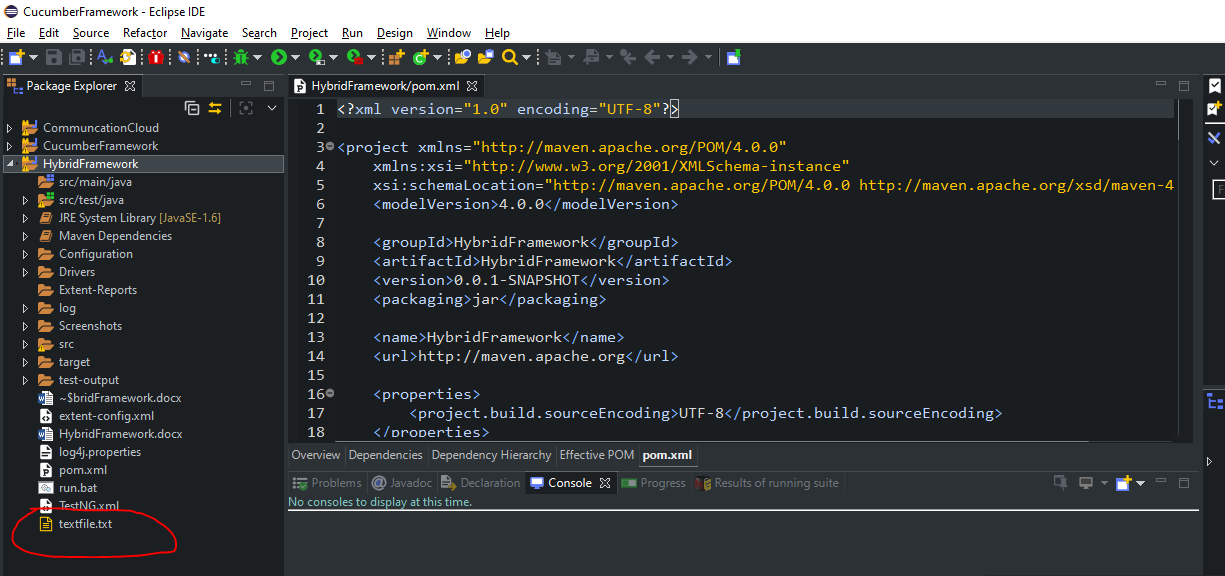 CucumberFramework - Eclipse IDE
File Edit Source Refactor Navigate Search Project Run Design Window Help
Package Explorer
CommuncationCloud
CucumberFramework
HybridFramework
src/main/java
src/test/java
JRE System Library [JavaSE-1.6]
Maven Dependencies
Configuration
Drivers
Extent-Reports
log
Screenshots
src
target
test-output
~$bridFramework.docx
extent-config.xml
HybridFramework.docx
log4j.properties
pom.xml
run.bat
TestNG.xml
textfile.txt
HybridFramework/pom.xml
1 <?xml version="1.0" encoding="UTF-8"?>
2
3 <project xmlns="http://maven.apache.org/POM/4.0.0"
4 xmlns:xsi="http://www.w3.org/2001/XMLSchema-instance"
5 xsi:schemaLocation="http://maven.apache.org/POM/4.0.0 http://maven.apache.org/xsd/maven-4
6 <modelVersion>4.0.0</modelVersion>
7
8 <groupId>HybridFramework</groupId>
9 <artifactId>HybridFramework</artifactId>
10 <version>0.0.1-SNAPSHOT</version>
11 <packaging>jar</packaging>
12
13 <name>HybridFramework</name>
14 <url>http://maven.apache.org</url>
15
16 <properties>
17 <project.build.sourceEncoding>UTF-8</project.build.sourceEncoding>
18 </properties>
Overview Dependencies Dependency Hierarchy Effective POM pom.xml
Problems Javadoc Declaration Console Progress Results of running suite
No consoles to display at this time.